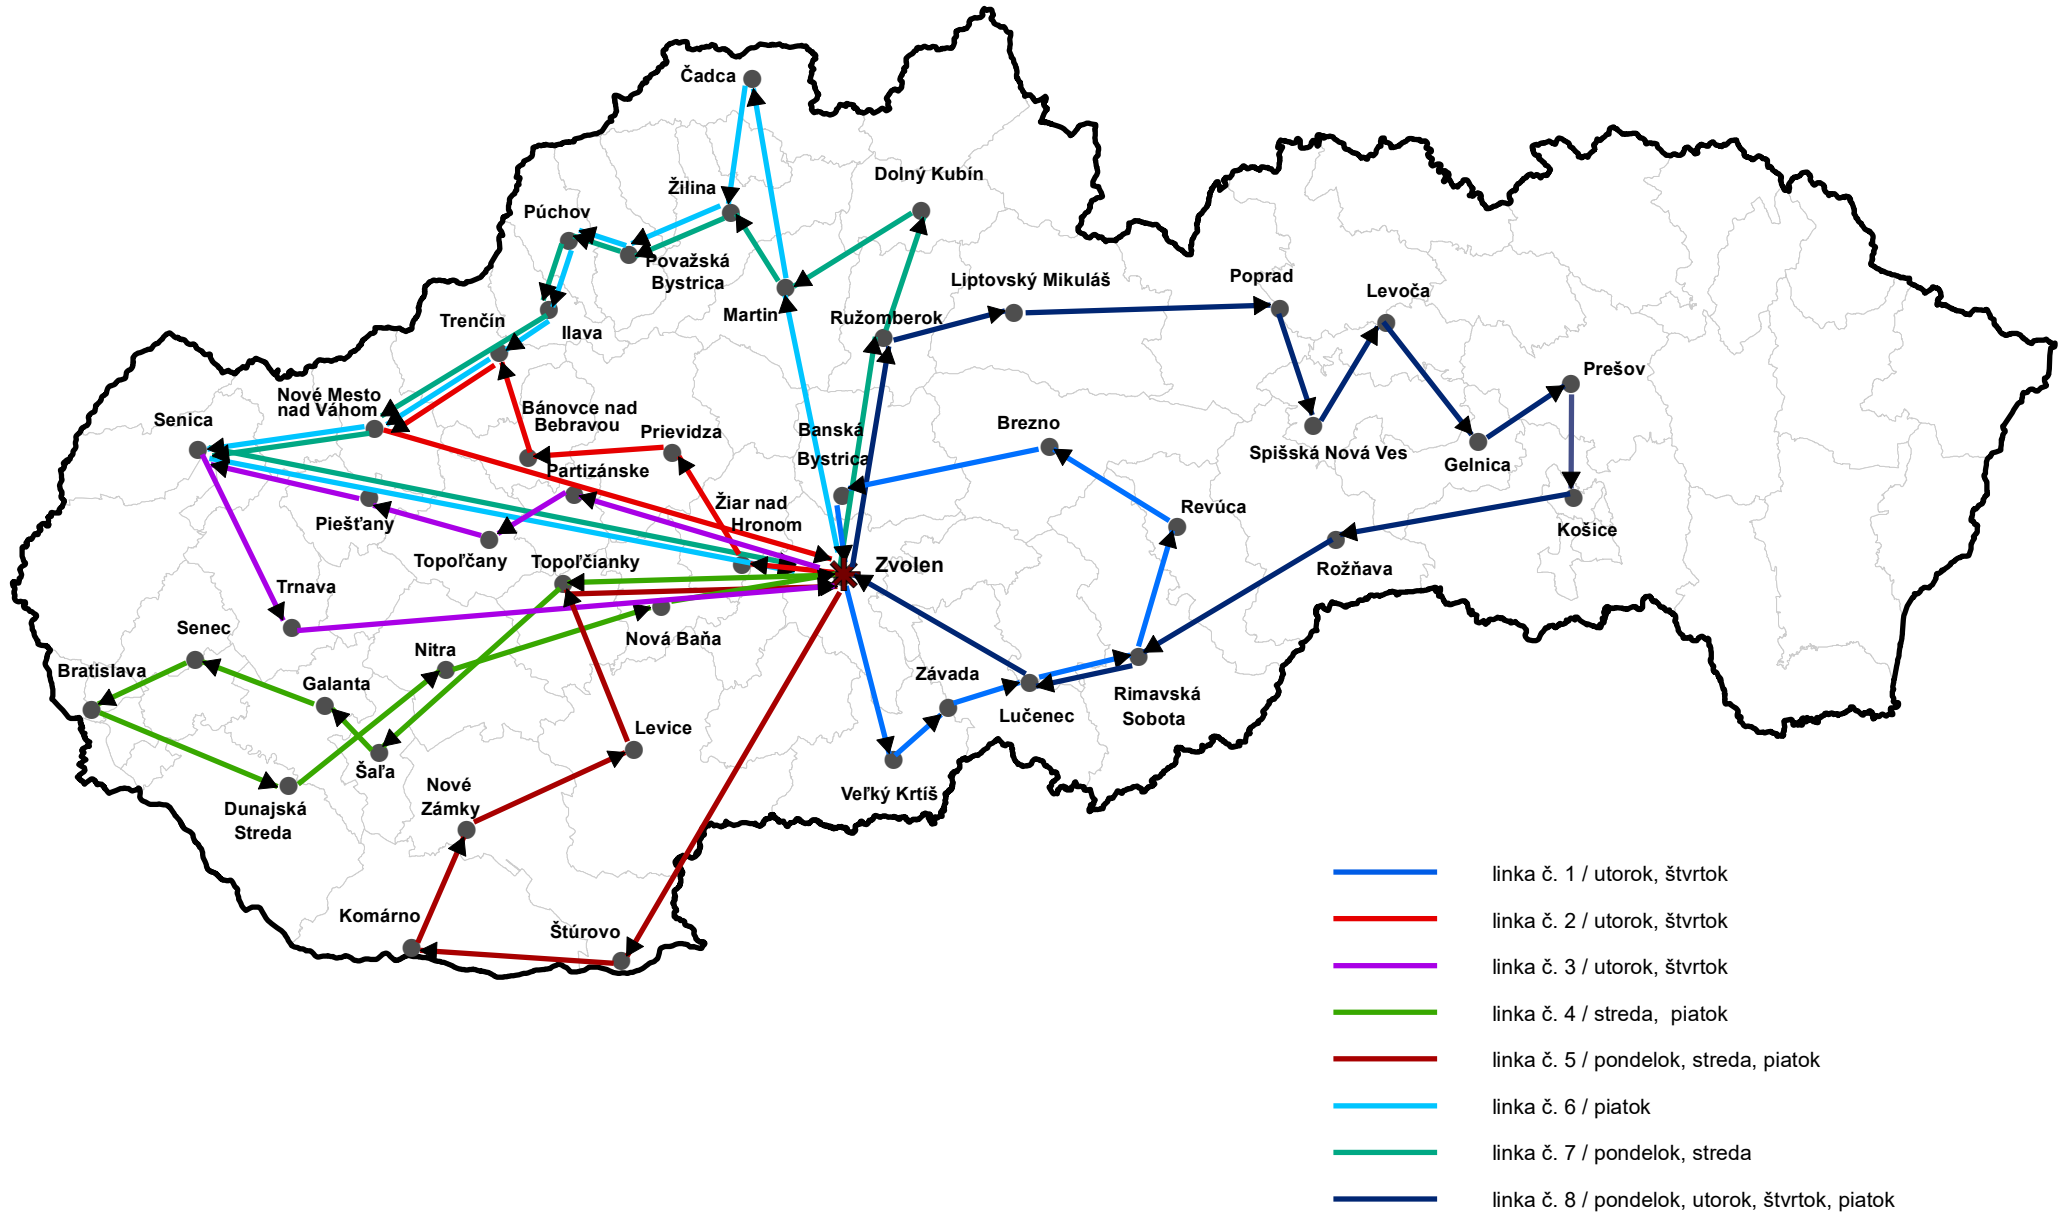 Čadca
Dolný Kubín
Žilina
Púchov
Považská
Bystrica
Liptovský Mikuláš
Poprad
Levoča
Martin
Ružomberok
Trenčín
Ilava
Prešov
Nové Mesto
nad Váhom
Senica
Bánovce nad
Bebravou
Prievidza
Banská
Bystrica
Brezno
Spišská Nová Ves
Gelnica
Partizánske
Žiar nad
Hronom
Revúca
Košice
Piešťany
Topoľčany
Topoľčianky
Zvolen
Rožňava
Trnava
Senec
Nitra
Nová Baňa
Bratislava
Galanta
Závada
Rimavská
Sobota
Lučenec
Levice
Šaľa
Nové
Zámky
Veľký Krtíš
Dunajská
Streda
Komárno
Štúrovo
linka č. 1 / utorok, štvrtok
linka č. 2 / utorok, štvrtok
linka č. 3 / utorok, štvrtok
linka č. 4 / streda,  piatok
linka č. 5 / pondelok, streda, piatok
linka č. 6 / piatok
linka č. 7 / pondelok, streda
linka č. 8 / pondelok, utorok, štvrtok, piatok